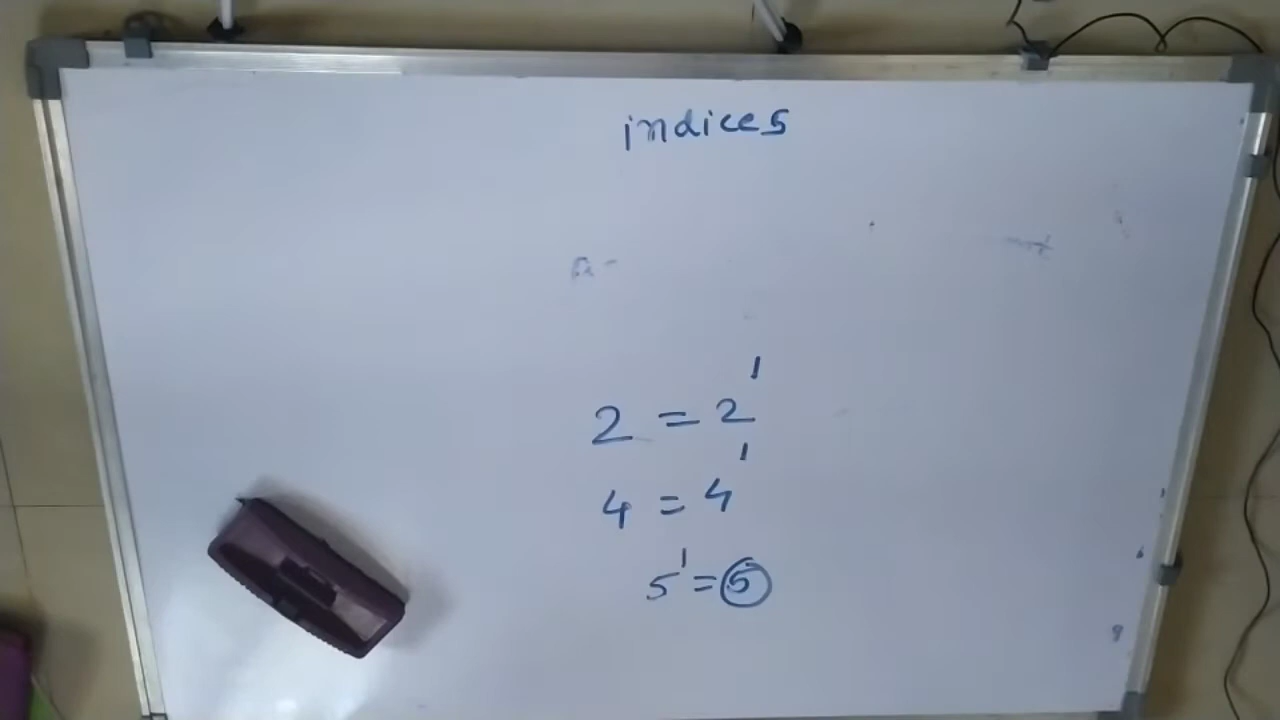 indices
2 = 2¹
4 = 4¹
5¹ = 5